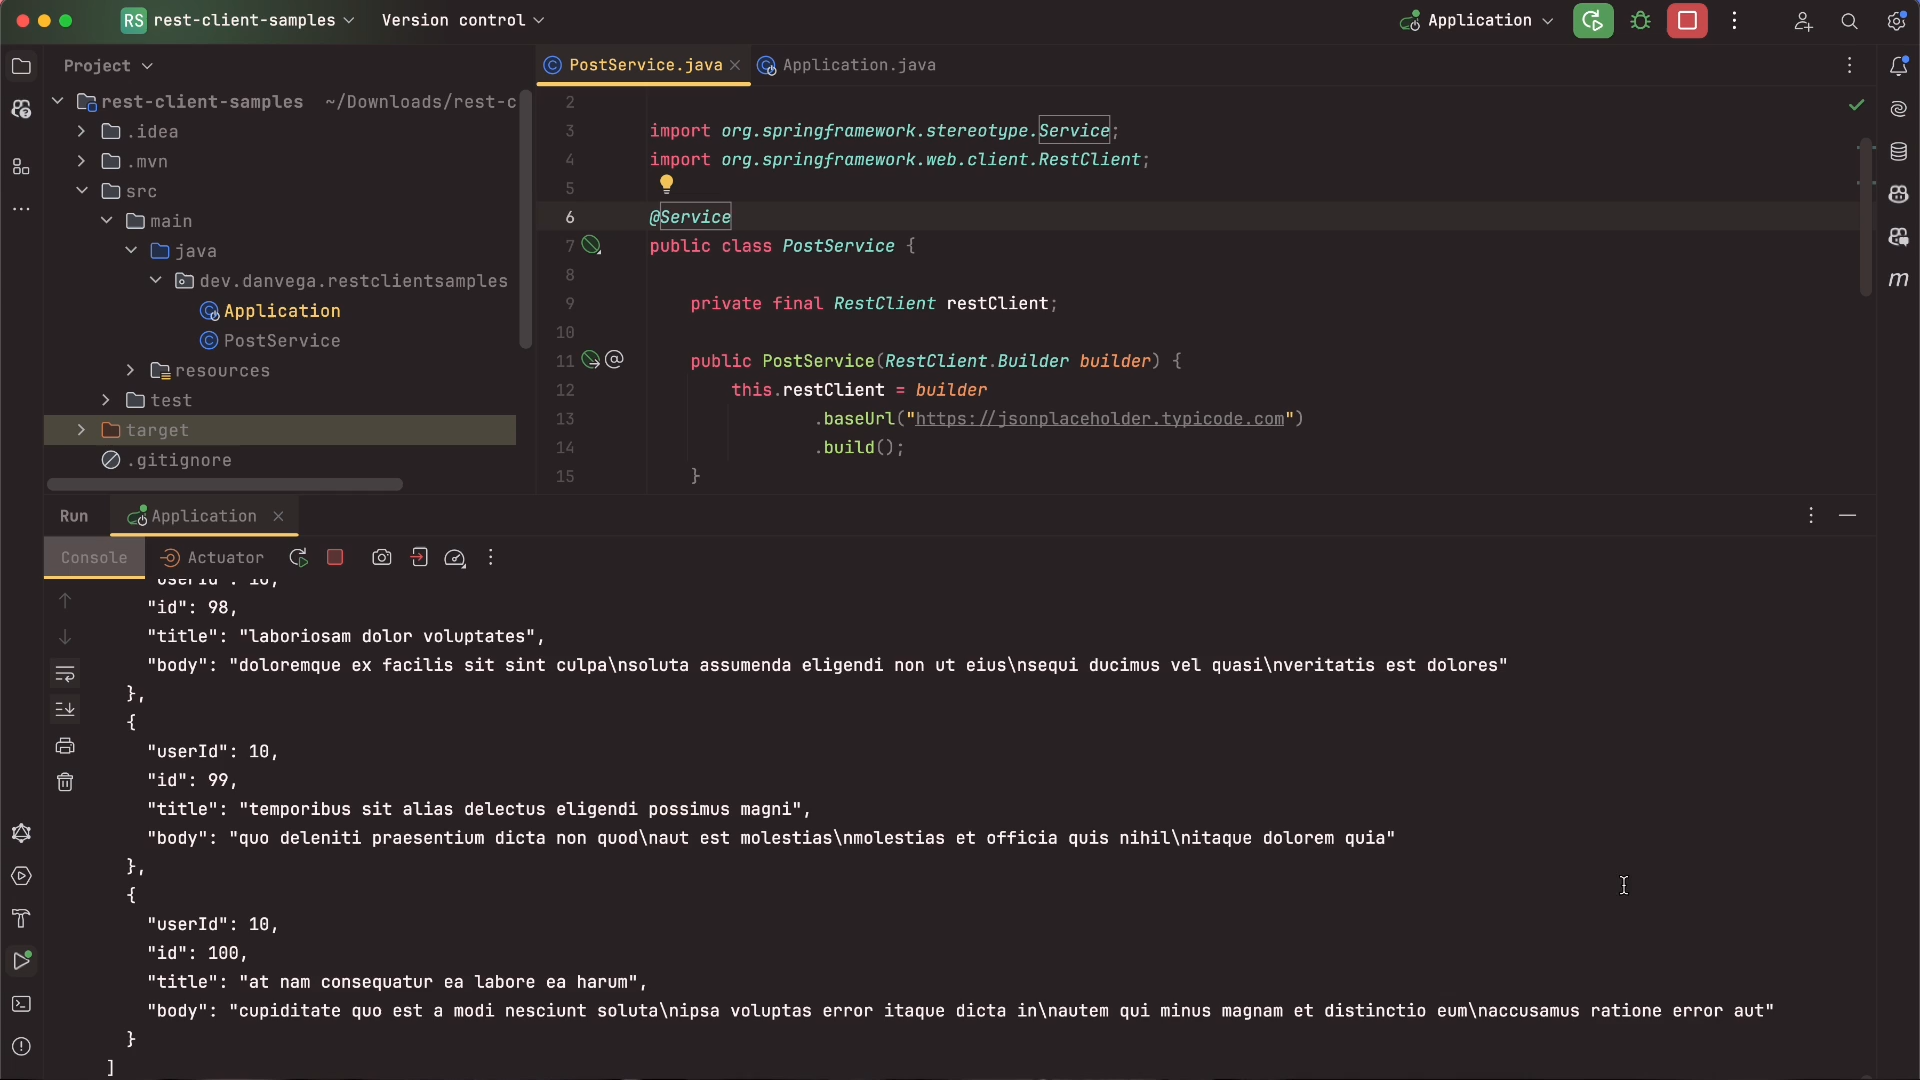 RS rest-client-samples Version control Application
Project
PostService.java Application.java
rest-client-samples ~/Downloads/rest-c
.idea
.mvn
src
main
java
dev.danvega.restclientsamples
Application
PostService
resources
test
target
.gitignore
2
3 import org.springframework.stereotype.Service;
4 import org.springframework.web.client.RestClient;
5
6 @Service
7 public class PostService {
8
9 private final RestClient restClient;
10
11 public PostService(RestClient.Builder builder) {
12 this.restClient = builder
13 .baseUrl("https://jsonplaceholder.typicode.com")
14 .build();
15 }
Run Application
Console Actuator
"userId": 10,
"id": 98,
"title": "laboriosam dolor voluptates",
"body": "doloremque ex facilis sit sint culpa\nsoluta assumenda eligendi non ut eius\nsequi ducimus vel quasi\nveritatis est dolores"
},
{
"userId": 10,
"id": 99,
"title": "temporibus sit alias delectus eligendi possimus magni",
"body": "quo deleniti praesentium dicta non quod\naut est molestias\nmolestias et officia quis nihil\nitaque dolorem quia"
},
{
"userId": 10,
"id": 100,
"title": "at nam consequatur ea labore ea harum",
"body": "cupiditate quo est a modi nesciunt soluta\nipsa voluptas error itaque dicta in\nautem qui minus magnam et distinctio eum\naccusamus ratione error aut"
}
]